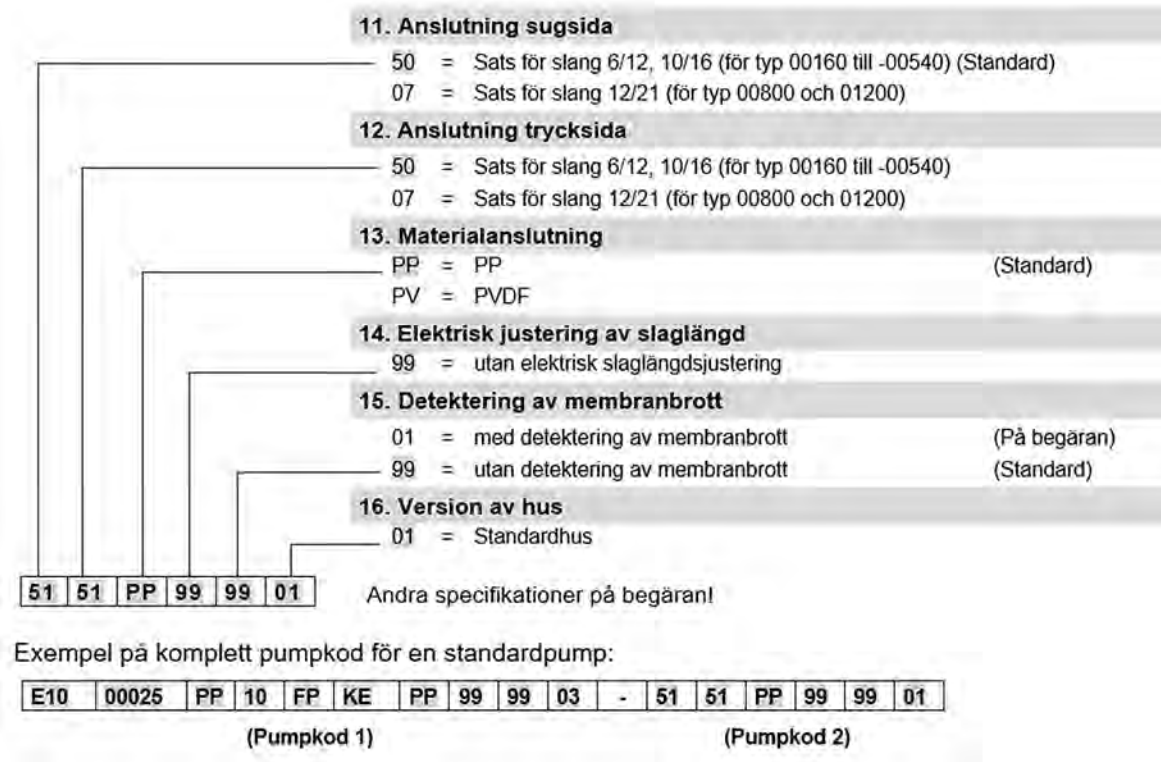 11. Anslutning sugsida
50 = Sats för slang 6/12, 10/16 (för typ 00160 till -00540) (Standard)
07 = Sats för slang 12/21 (för typ 00800 och 01200)
12. Anslutning trycksida
50 = Sats för slang 6/12, 10/16 (för typ 00160 till -00540)
07 = Sats för slang 12/21 (för typ 00800 och 01200)
13. Materialanslutning
PP = PP (Standard)
PV = PVDF
14. Elektrisk justering av slaglängd
99 = utan elektrisk slaglängdsjustering
15. Detektering av membranbrott
01 = med detektering av membranbrott (På begäran)
99 = utan detektering av membranbrott (Standard)
16. Version av hus
01 = Standardhus
51 51 PP 99 99 01 Andra specifikationer på begäran!
Exempel på komplett pumpkod för en standardpump:
E10 00025 PP 10 FP KE PP 99 99 03 - 51 51 PP 99 99 01
(Pumpkod 1) (Pumpkod 2)